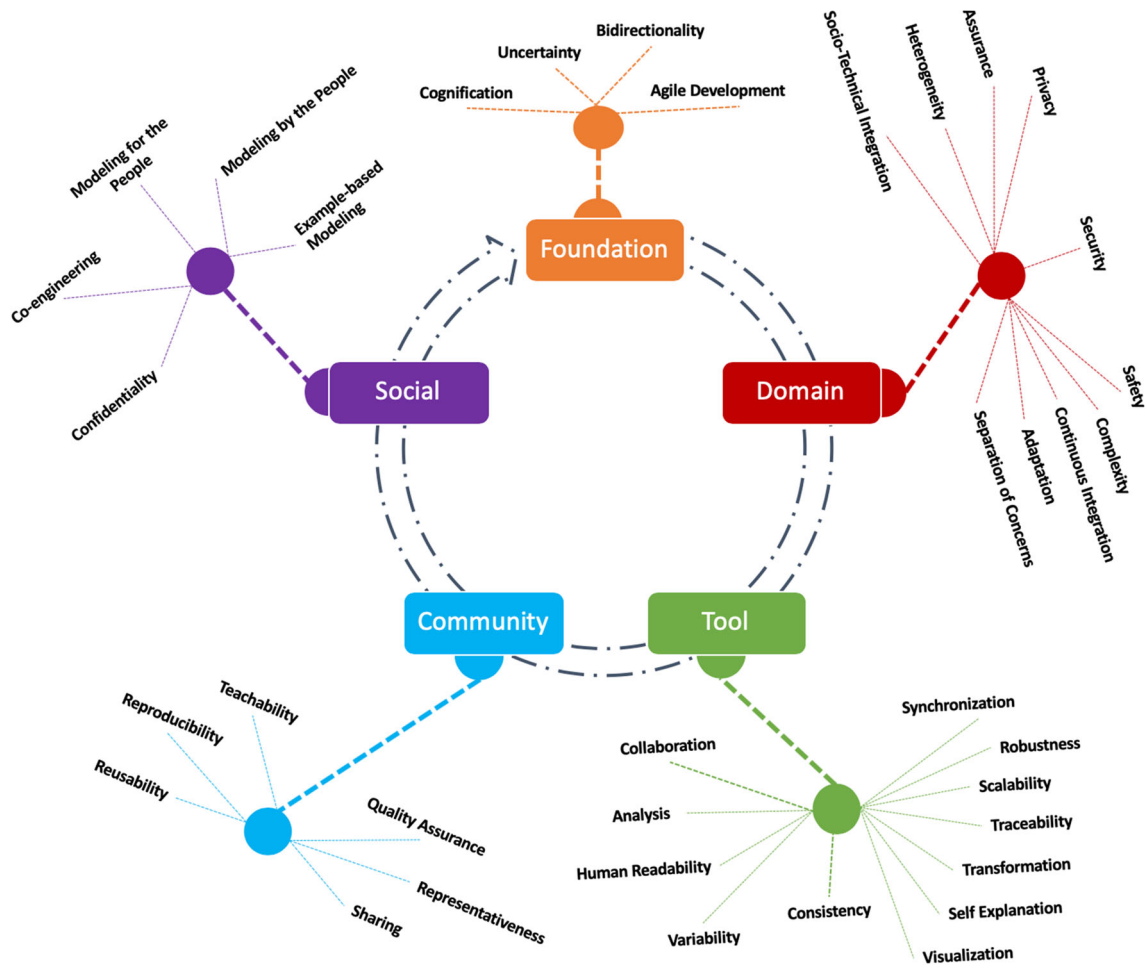 Bidirectionality
Uncertainty
Cognification
Agile Development
Foundation
Socio-Technical Integration
Heterogeneity
Assurance
Privacy
Security
Domain
Safety
Complexity
Continuous Integration
Adaptation
Separation of Concerns
Modeling for the
People
Modeling by the People
Example-based
Modeling
Co-engineering
Confidentiality
Social
Community
Teachability
Reproducibility
Reusability
Quality Assurance
Representativeness
Sharing
Tool
Synchronization
Collaboration
Robustness
Scalability
Analysis
Traceability
Human Readability
Transformation
Consistency
Self Explanation
Variability
Visualization